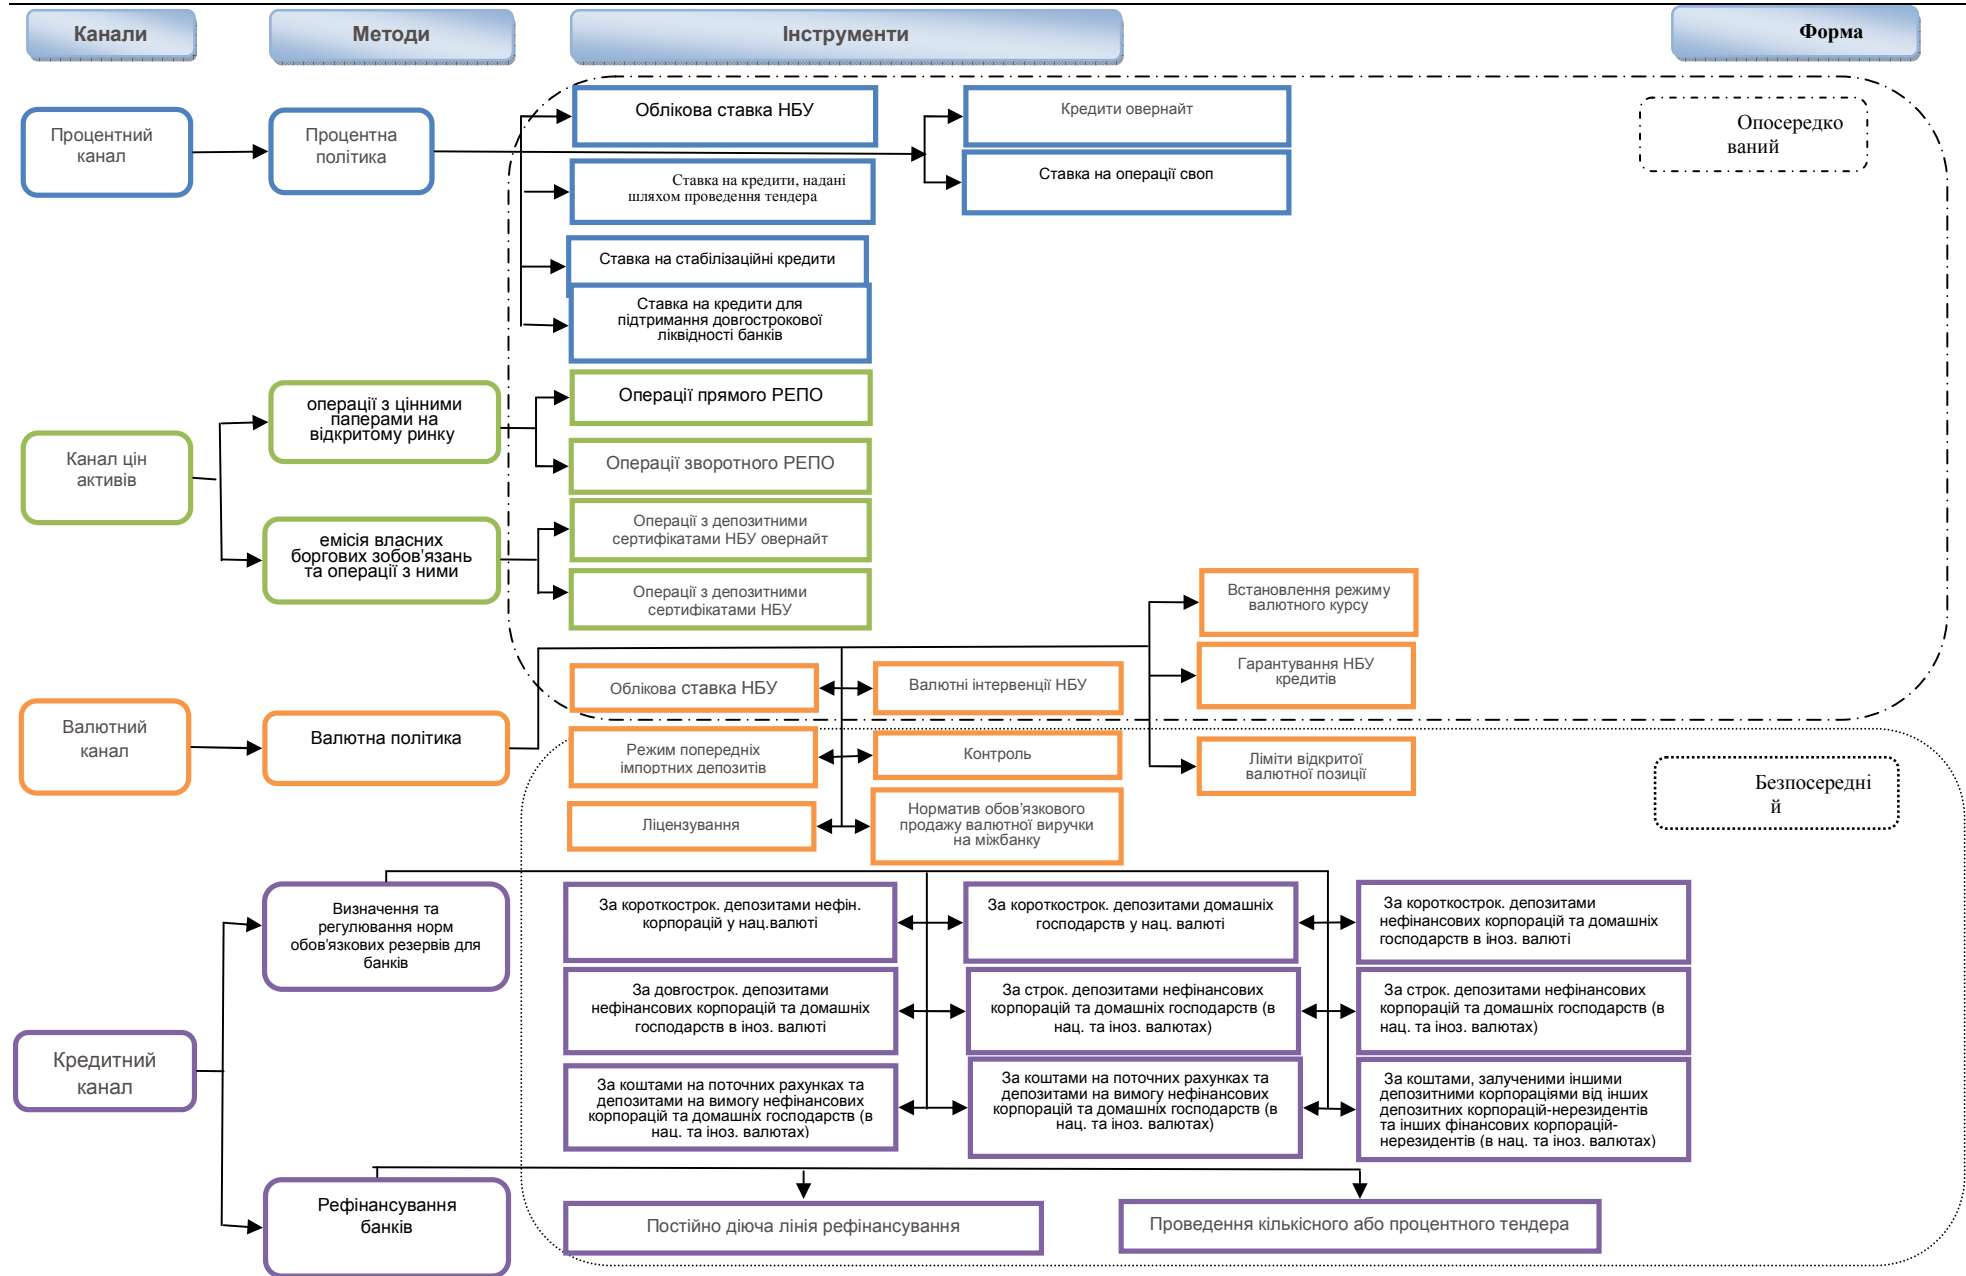 Канали
Методи
Інструменти
Форма
Процентний
канал
Процентна
політика
Облікова ставка НБУ
Кредити овернайт
Опосередко
ваний
Ставка на кредити, надані
шляхом проведення тендера
Ставка на операції своп
Ставка на стабілізаційні кредити
Ставка на кредити для
підтримання довгострокової
ліквідності банків
Канал цін
активів
операції з цінними
паперами на
відкритому ринку
Операції прямого РЕПО
Операції зворотного РЕПО
емісія власних
боргових зобов’язань
та операції з ними
Операції з депозитними
сертифікатами НБУ овернайт
Операції з депозитними
сертифікатами НБУ
Встановлення режиму
валютного курсу
Гарантування НБУ
кредитів
Облікова ставка НБУ
Валютні інтервенції НБУ
Валютний
канал
Валютна політика
Режим попередніх
імпортних депозитів
Контроль
Ліміти відкритої
валютної позиції
Безпосередні
й
Ліцензування
Норматив обов’язкового
продажу валютної виручки
на міжбанку
Кредитний
канал
Визначення та
регулювання норм
обов’язкових резервів для
банків
За короткострок. депозитами нефін.
корпорацій у нац.валюті
За короткострок. депозитами домашніх
господарств у нац. валюті
За короткострок. депозитами
нефінансових корпорацій та домашніх
господарств в іноз. валюті
За довгострок. депозитами
нефінансових корпорацій та домашніх
господарств в іноз. валюті
За строк. депозитами нефінансових
корпорацій та домашніх господарств (в
нац. та іноз. валютах)
За строк. депозитами нефінансових
корпорацій та домашніх господарств (в
нац. та іноз. валютах)
За коштами на поточних рахунках та
депозитами на вимогу нефінансових
корпорацій та домашніх господарств (в
нац. та іноз. валютах)
За коштами на поточних рахунках та
депозитами на вимогу нефінансових
корпорацій та домашніх господарств (в
нац. та іноз. валютах)
За коштами, залученими іншими
депозитними корпораціями від інших
депозитних корпорацій-нерезидентів
та інших фінансових корпорацій-
нерезидентів (в нац. та іноз. валютах)
Рефінансування
банків
Постійно діюча лінія рефінансування
Проведення кількісного або процентного тендера